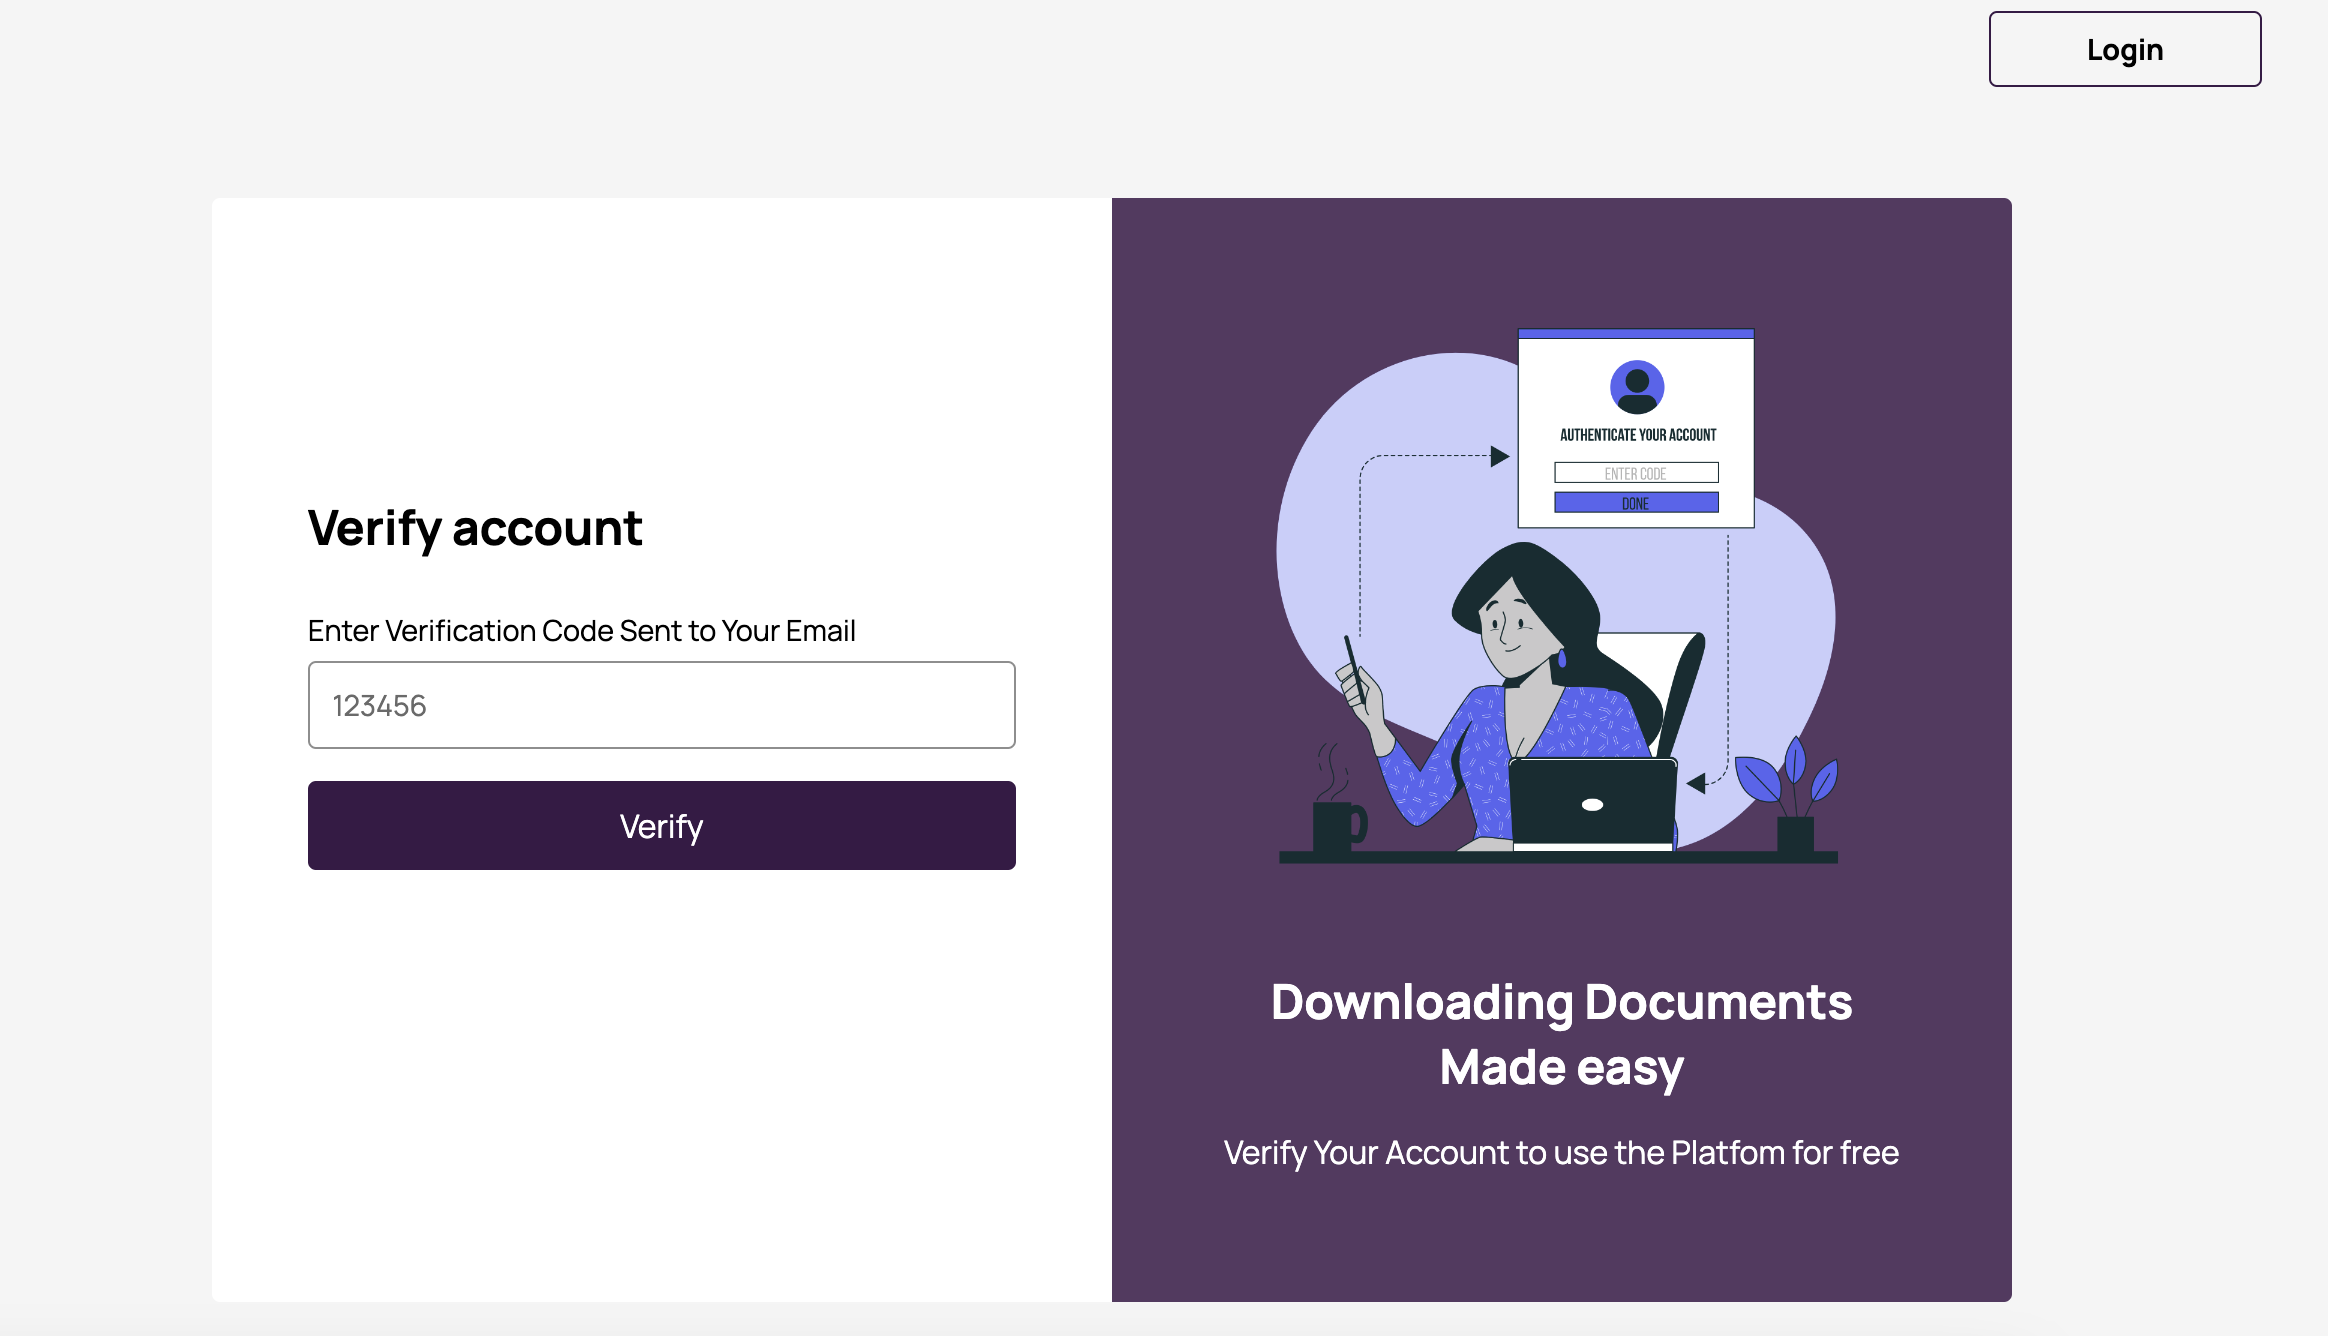 Login
Verify account
Enter Verification Code Sent to Your Email
123456
Verify
AUTHENTICATE YOUR ACCOUNT
ENTER CODE
DONE
Downloading Documents
Made easy
Verify Your Account to use the Platfom for free